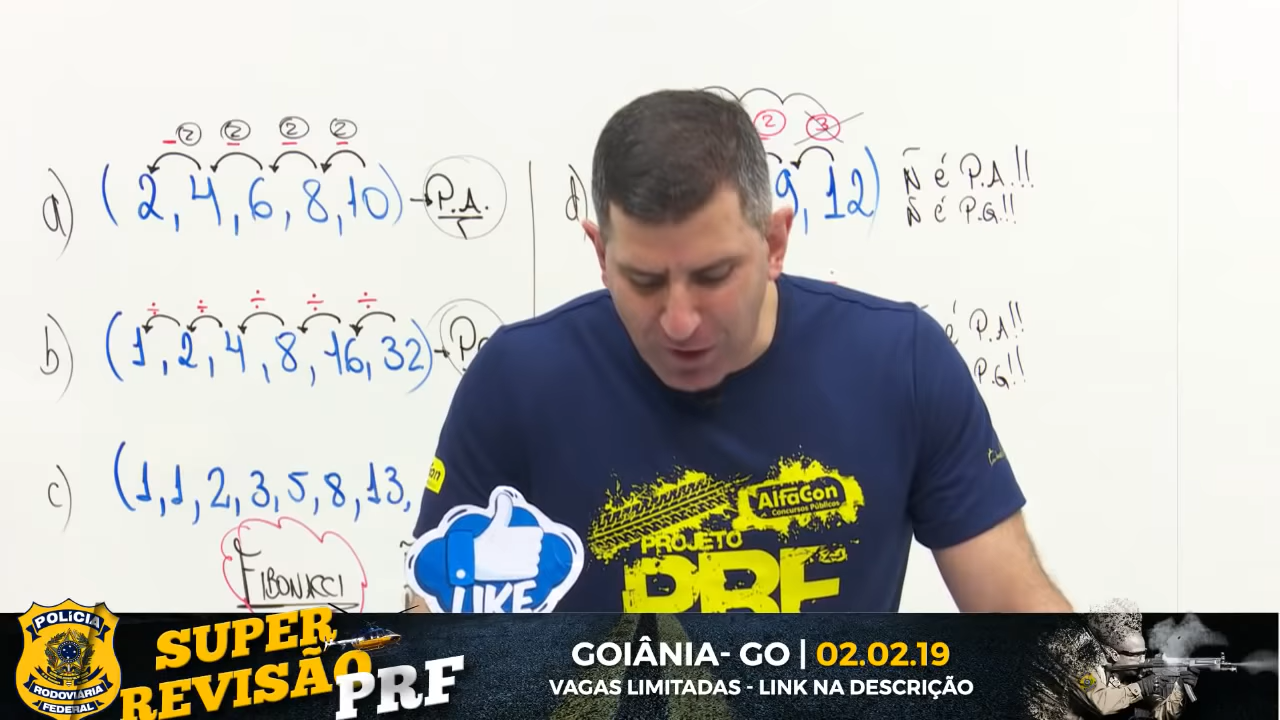 2 2 2 2
a) (2, 4, 6, 8, 10) → P.A.
b) (1, 2, 4, 8, 16, 32) →
c) (1, 1, 2, 3, 5, 8, 13,
FIBONACCI
2 3
d) 9, 12) Ñ é P.A.!!
Ñ é P.G.!!
é P.A!!
P.G!!
AlfaCon
Concursos Públicos
PROJETO
PRF
LIKE
POLÍCIA
RODOVIÁRIA
FEDERAL
SUPER
REVISÃO
PRF
GOIÂNIA- GO | 02.02.19
VAGAS LIMITADAS - LINK NA DESCRIÇÃO